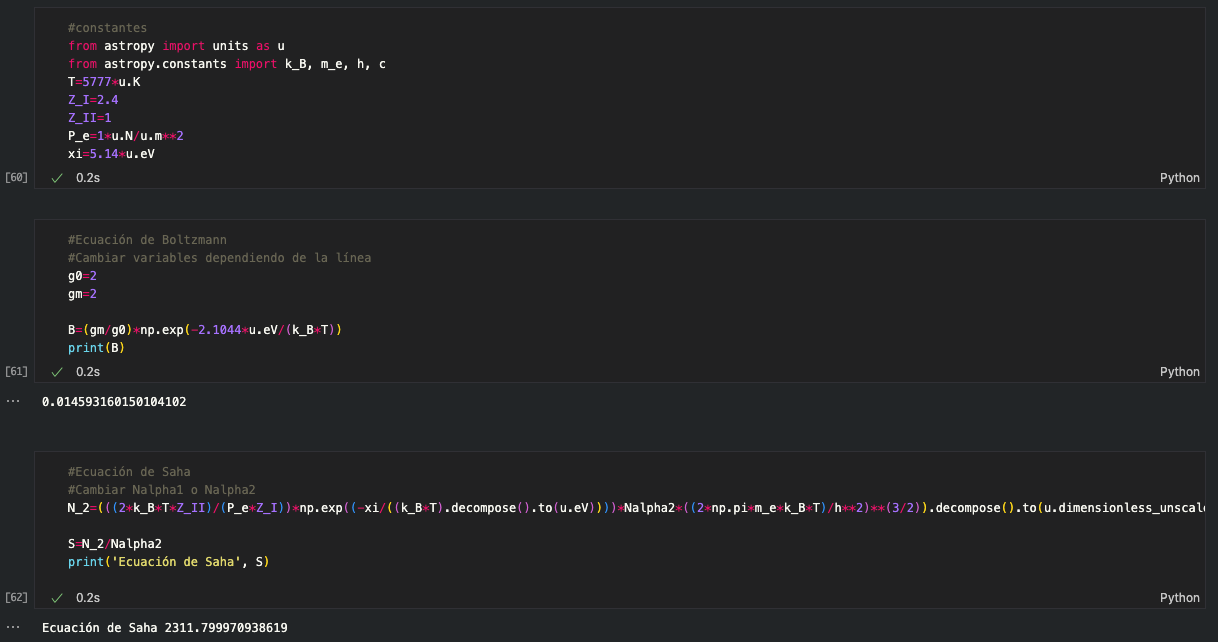 #constantes
from astropy import units as u
from astropy.constants import k_B, m_e, h, c
T=5777*u.K
Z_I=2.4
Z_II=1
P_e=1*u.N/u.m**2
xi=5.14*u.eV
[60]
0.2s
Python
#Ecuación de Boltzmann
#Cambiar variables dependiendo de la línea
g0=2
gm=2
B=(gm/g0)*np.exp(-2.1044*u.eV/(k_B*T))
print(B)
[61]
0.2s
Python
...
0.014593160150104102
#Ecuación de Saha
#Cambiar Nalpha1 o Nalpha2
N_2=(((2*k_B*T*Z_II)/(P_e*Z_I))*np.exp((-xi/((k_B*T).decompose().to(u.eV))))*Nalpha2*((2*np.pi*m_e*k_B*T)/h**2)**(3/2)).decompose().to(u.dimensionless_unscale
S=N_2/Nalpha2
print('Ecuación de Saha', S)
[62]
0.2s
Python
...
Ecuación de Saha 2311.799970938619